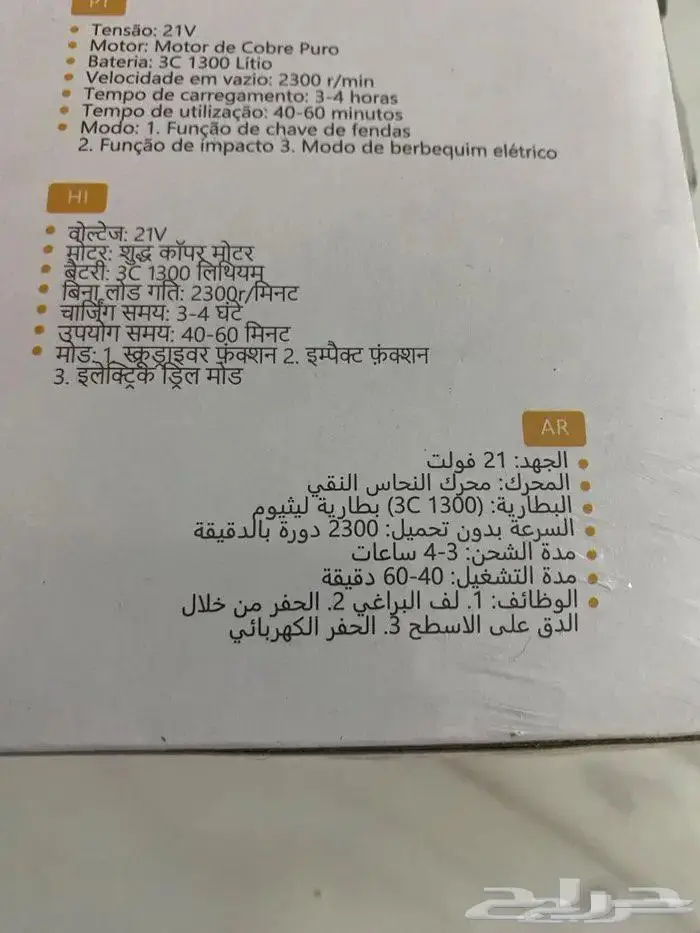 PT
Tensão: 21V
Motor: Motor de Cobre Puro
Bateria: 3C 1300 Lítio
Velocidade em vazio: 2300 r/min
Tempo de carregamento: 3-4 horas
Tempo de utilização: 40-60 minutos
Modo: 1. Função de chave de fendas
2. Função de impacto 3. Modo de berbequim elétrico
HI
वोल्टेज: 21V
मोटर: शुद्ध कॉपर मोटर
बैटरी: 3C 1300 लिथियम
बिना लोड गति: 2300r/मिनट
चार्जिंग समय: 3-4 घंटे
उपयोग समय: 40-60 मिनट
मोड: 1. स्क्रूड्राइवर फ़ंक्शन 2. इम्पैक्ट फ़ंक्शन
3. इलेक्ट्रिक ड्रिल मोड
AR
الجهد: 21 فولت
المحرك: محرك النحاس النقي
البطارية: (3C 1300) بطارية ليثيوم
السرعة بدون تحميل: 2300 دورة بالدقيقة
مدة الشحن: 3-4 ساعات
مدة التشغيل: 40-60 دقيقة
الوظائف: 1. لف البراغي 2. الحفر من خلال
الدق على الاسطح 3. الحفر الكهربائي
حراج